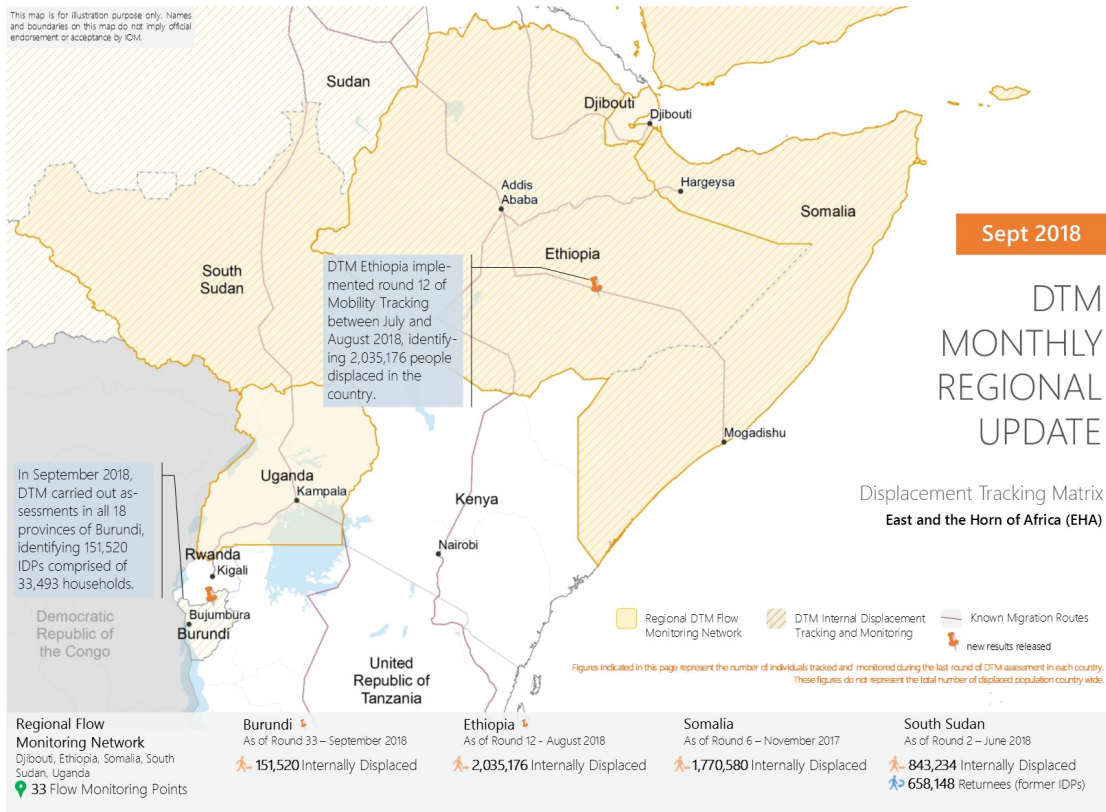 This map is for illustration purpose only. Names
and boundaries on this map do not imply official
endorsement or acceptance by IOM.
Sudan
Djibouti
Djibouti
Addis
Ababa
Hargeysa
Somalia
Ethiopia
South
Sudan
DTM Ethiopia imple-
mented round 12 of
Mobility Tracking
between July and
August 2018, identify-
ing 2,035,176 people
displaced in the
country.
Sept 2018
DTM
MONTHLY
REGIONAL
UPDATE
Displacement Tracking Matrix
East and the Horn of Africa (EHA)
Mogadishu
Uganda
Kampala
Kenya
Nairobi
In September 2018,
DTM carried out as-
sessments in all 18
provinces of Burundi,
identifying 151,520
IDPs comprised of
33,493 households.
Rwanda
Kigali
Bujumbura
Burundi
Democratic
Republic of
the Congo
United
Republic of
Tanzania
Regional DTM Flow
Monitoring Network
DTM Internal Displacement
Tracking and Monitoring
Known Migration Routes
new results released
Figures indicated in this page represent the number of individuals tracked and monitored during the last round of DTM assessment in each country.
These figures do not represent the total number of displaced population country wide.
Regional Flow
Monitoring Network
Djibouti, Ethiopia, Somalia, South
Sudan, Uganda
33 Flow Monitoring Points
Burundi
As of Round 33 – September 2018
151,520 Internally Displaced
Ethiopia
As of Round 12 - August 2018
2,035,176 Internally Displaced
Somalia
As of Round 6 – November 2017
1,770,580 Internally Displaced
South Sudan
As of Round 2 – June 2018
843,234 Internally Displaced
658,148 Returnees (former IDPs)